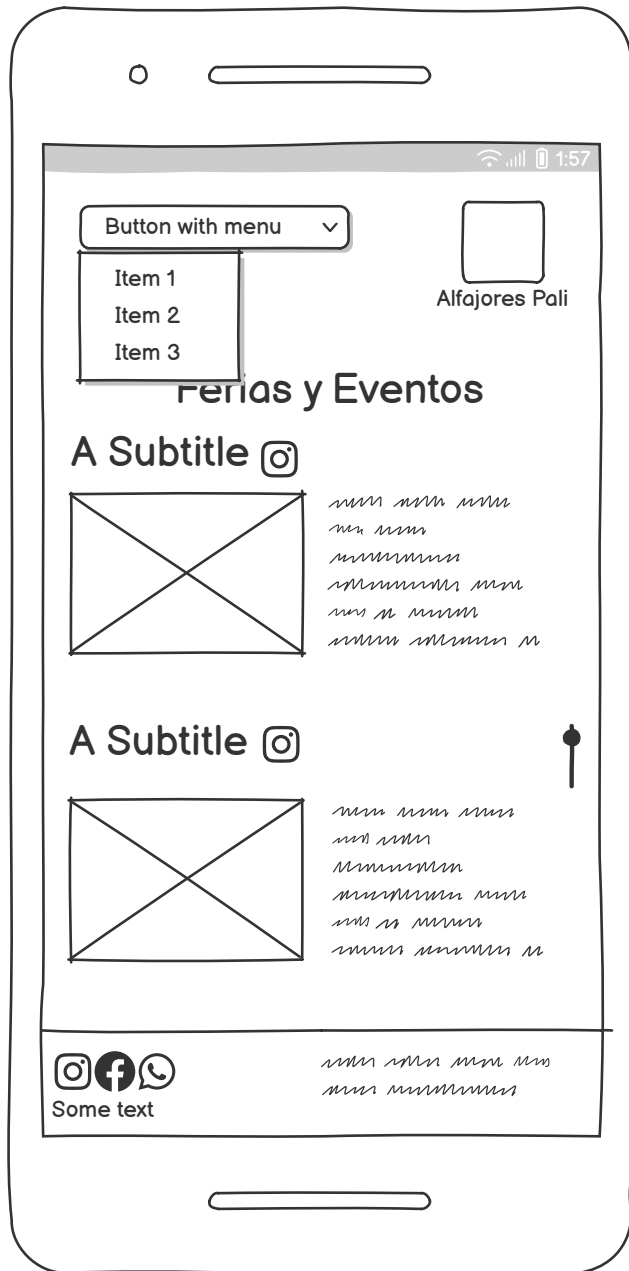 1:57
Button with menu
Item 1
Item 2
Item 3
Alfajores Pali
Ferias y Eventos
A Subtitle
A Subtitle
Some text